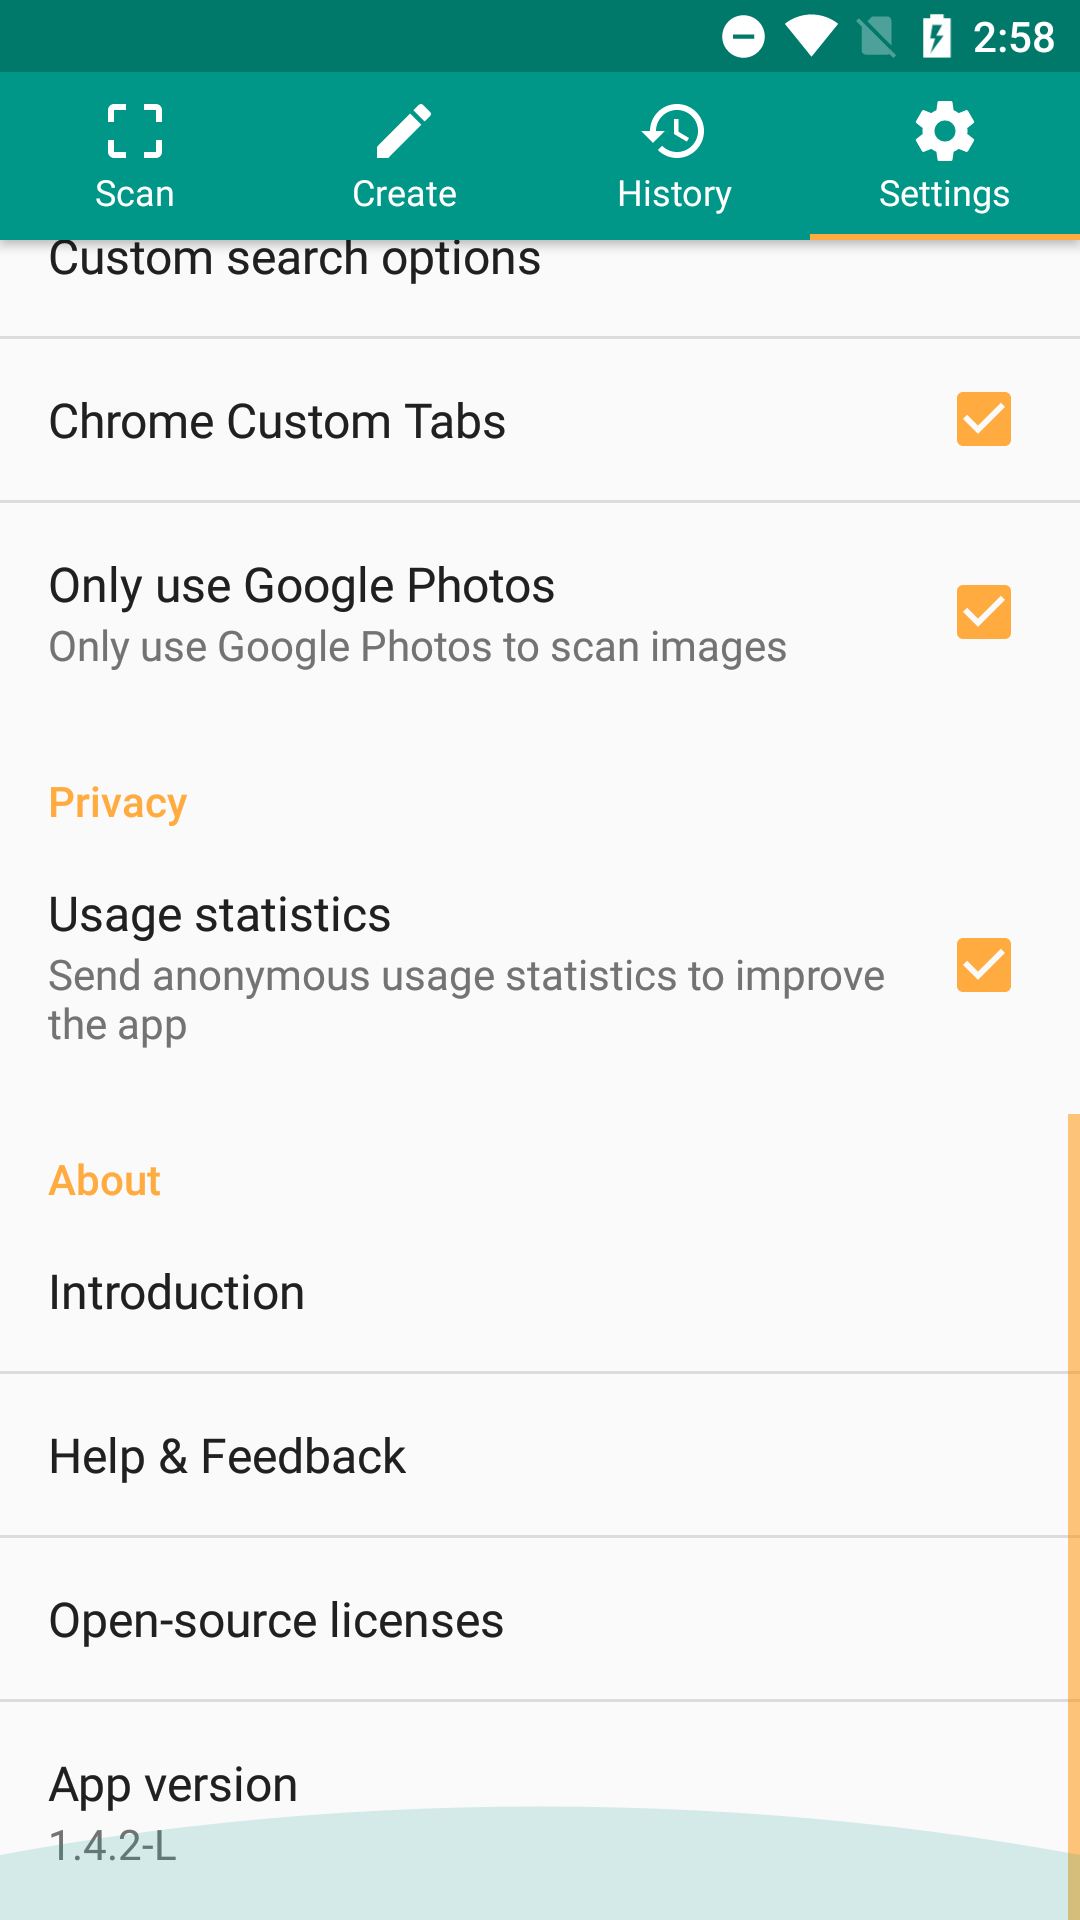 2:58
Scan
Create
History
Settings
Custom search options
Chrome Custom Tabs
Only use Google Photos
Only use Google Photos to scan images
Privacy
Usage statistics
Send anonymous usage statistics to improve
the app
About
Introduction
Help & Feedback
Open-source licenses
App version
1.4.2-L